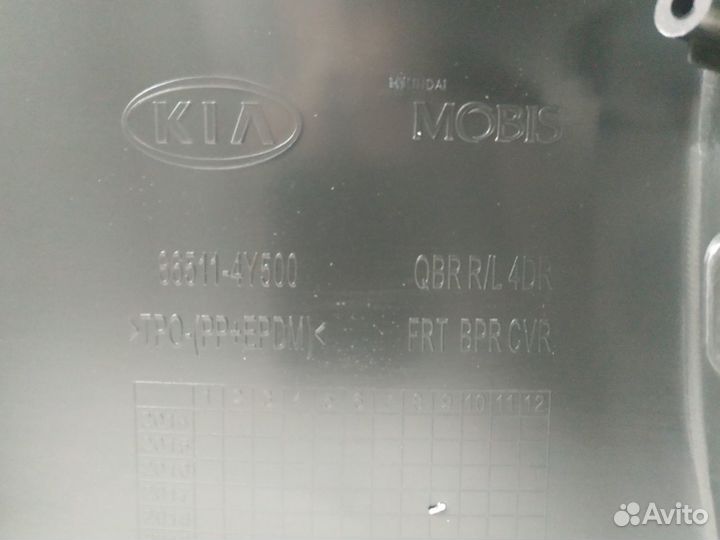 KIA
HYUNDAI
MOBIS
86511-4Y500
QBR R/L 4DR
>TPO-(PP+EPDM)<
FRT BPR CVR
1 2 3 4 5 6 7 8 9 10 11 12
Avito